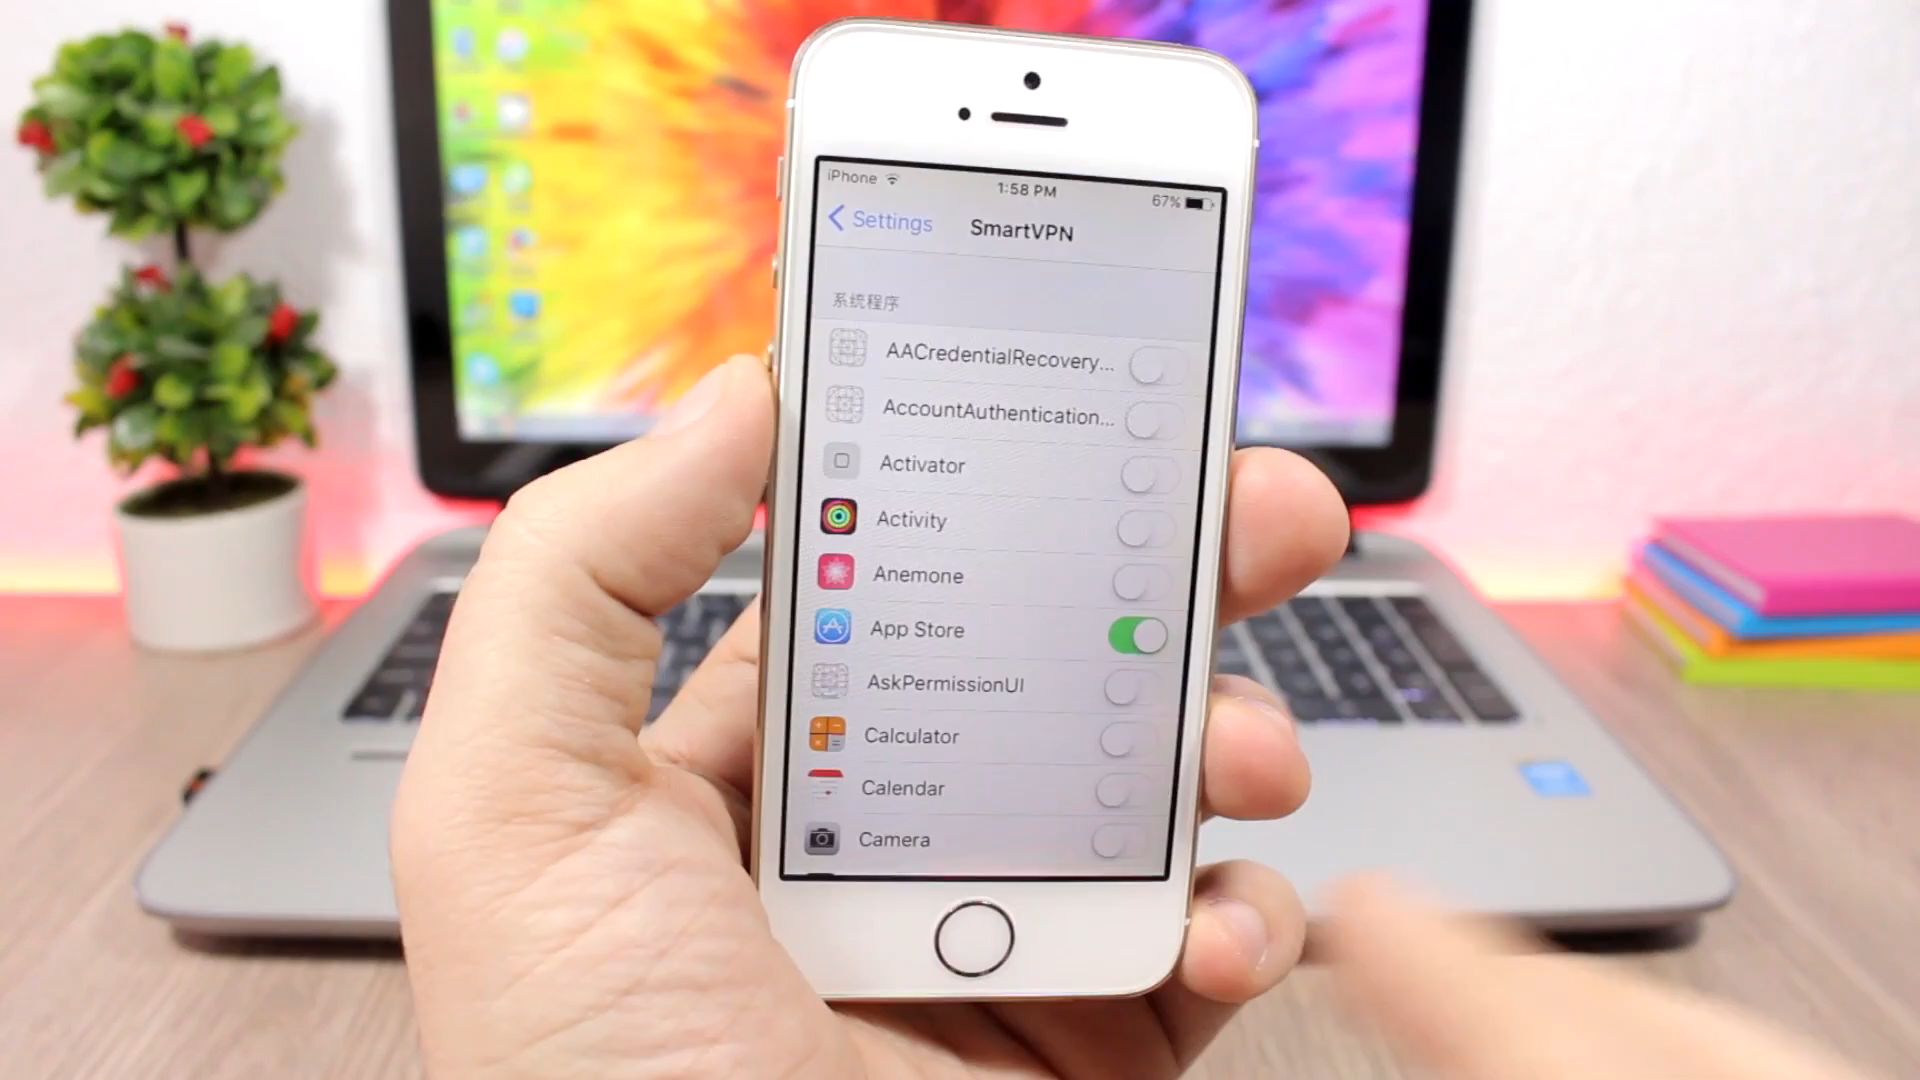 iPhone
1:58 PM
67%
Settings
SmartVPN
系统程序
AACredentialRecovery...
AccountAuthentication...
Activator
Activity
Anemone
App Store
AskPermissionUI
Calculator
Calendar
Camera